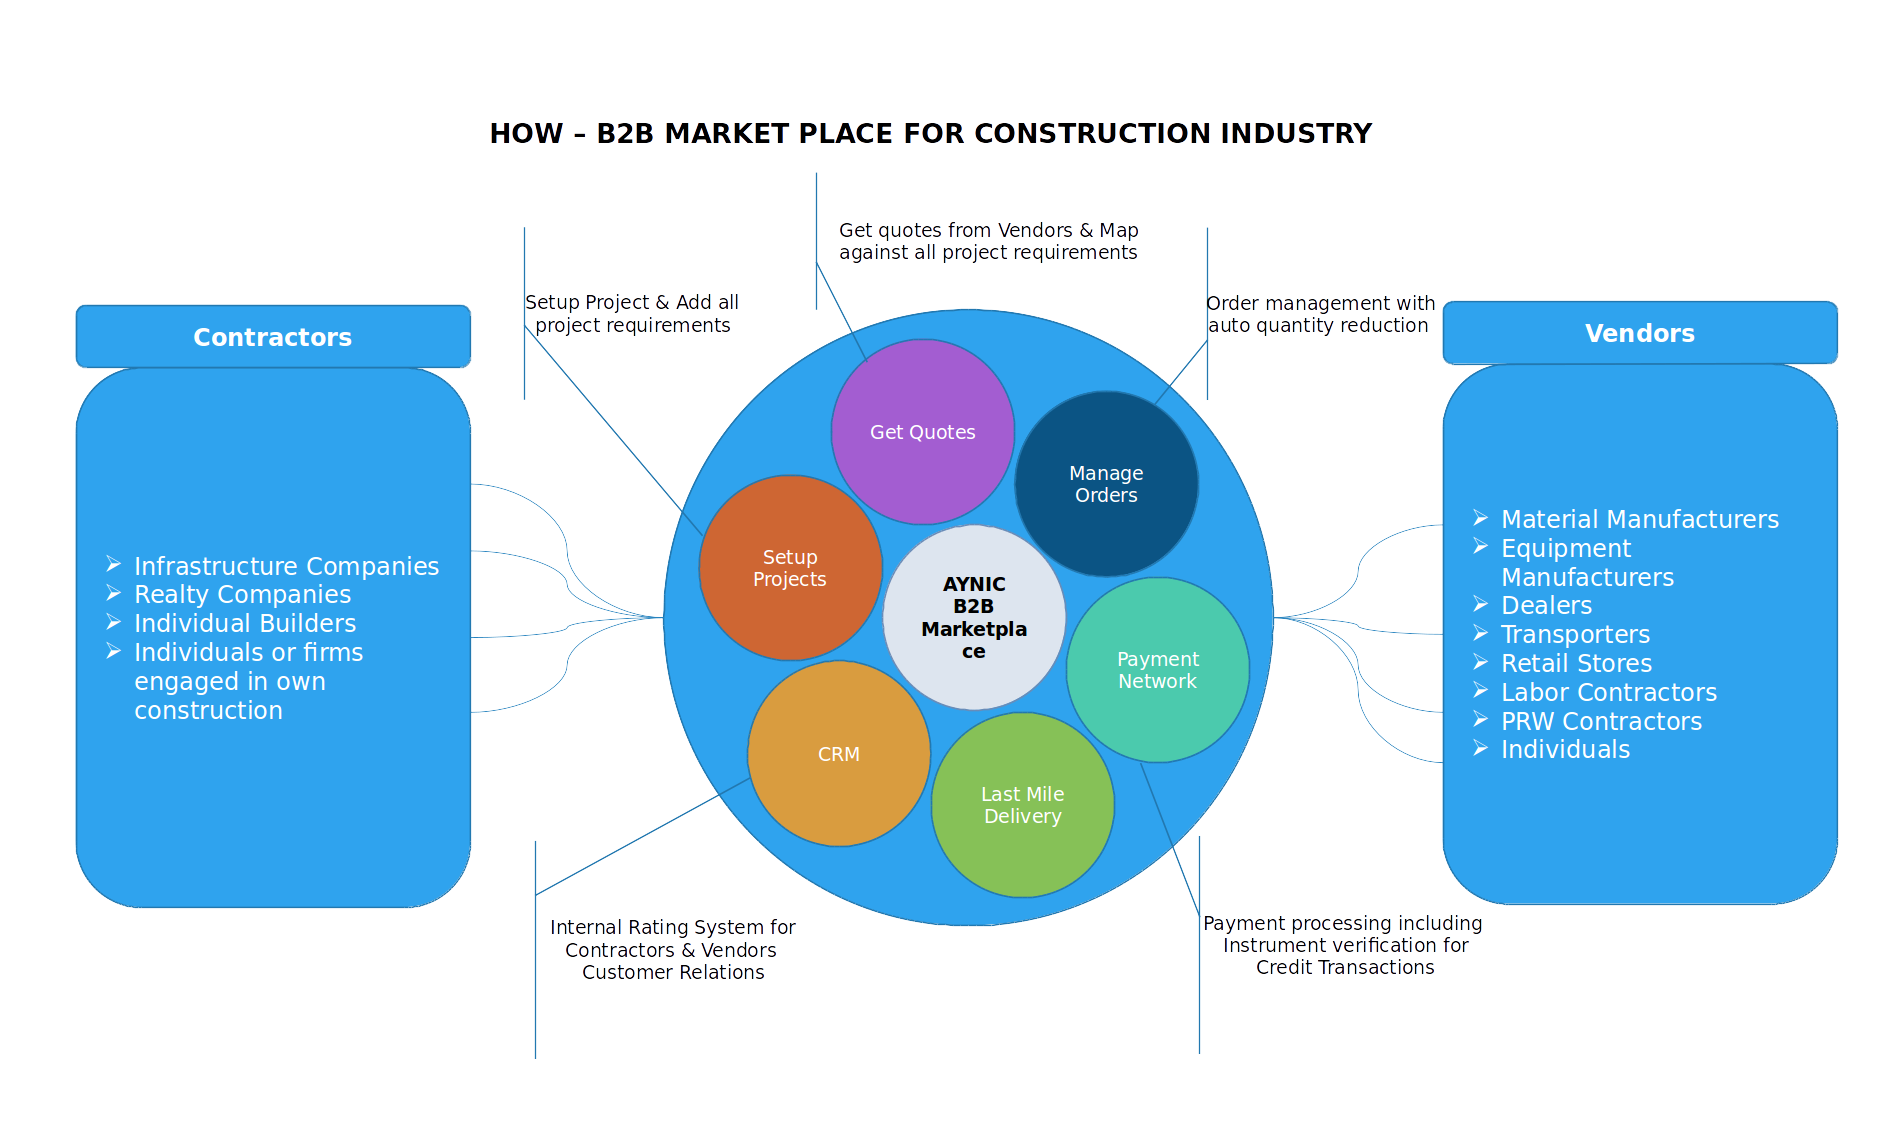 HOW – B2B MARKET PLACE FOR CONSTRUCTION INDUSTRY
Get quotes from Vendors & Map
against all project requirements
Setup Project & Add all
project requirements
Order management with
auto quantity reduction
Contractors
Infrastructure Companies
Realty Companies
Individual Builders
Individuals or firms
engaged in own
construction
Get Quotes
Manage
Orders
Setup
Projects
AYNIC
B2B
Marketpla
ce
Payment
Network
CRM
Last Mile
Delivery
Vendors
Material Manufacturers
Equipment
Manufacturers
Dealers
Transporters
Retail Stores
Labor Contractors
PRW Contractors
Individuals
Internal Rating System for
Contractors & Vendors
Customer Relations
Payment processing including
Instrument verification for
Credit Transactions